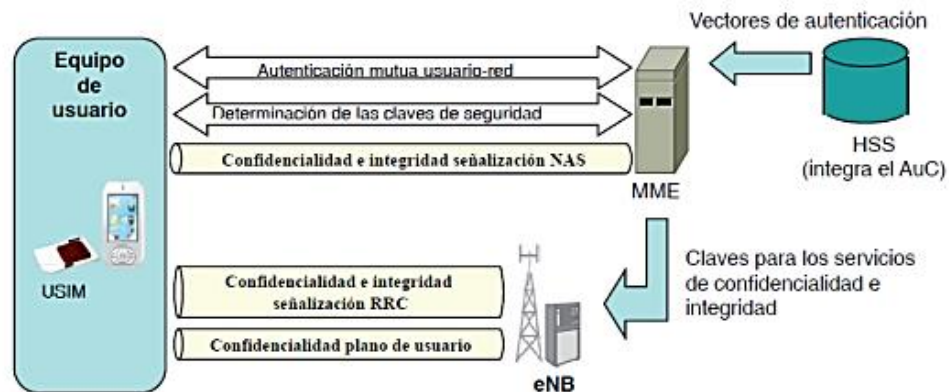 Equipo
de
usuario
USIM
Autenticación mutua usuario-red
Determinación de las claves de seguridad
Confidencialidad e integridad señalización NAS
MME
Vectores de autenticación
HSS
(integra el AuC)
Confidencialidad e integridad
señalización RRC
Confidencialidad plano de usuario
eNB
Claves para los servicios
de confidencialidad e
integridad